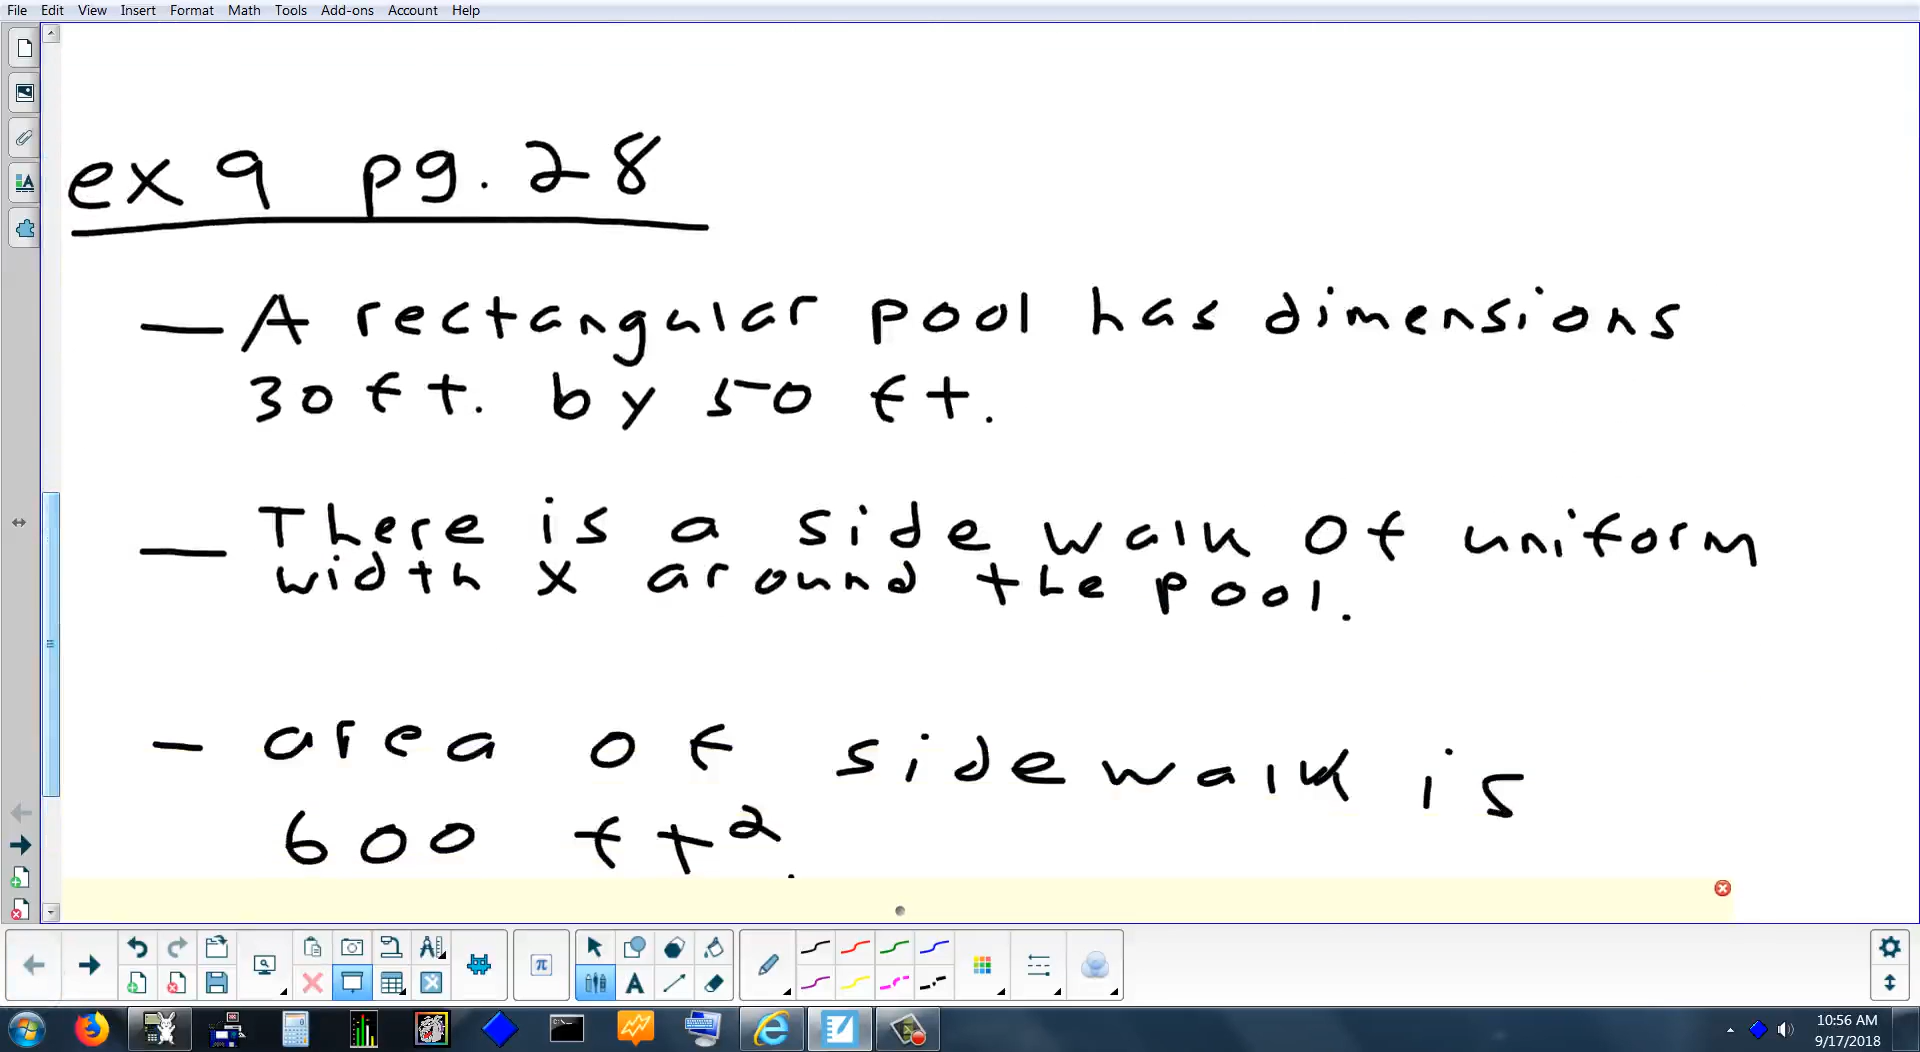 File Edit View Insert Format Math Tools Add-ons Account Help
ex 9 pg. 28
— A rectangular pool has dimensions
30 ft. by 50 ft.
— There is a side walk of uniform
width x around the pool.
- area of sidewalk is
600 ft².
10:56 AM
9/17/2018